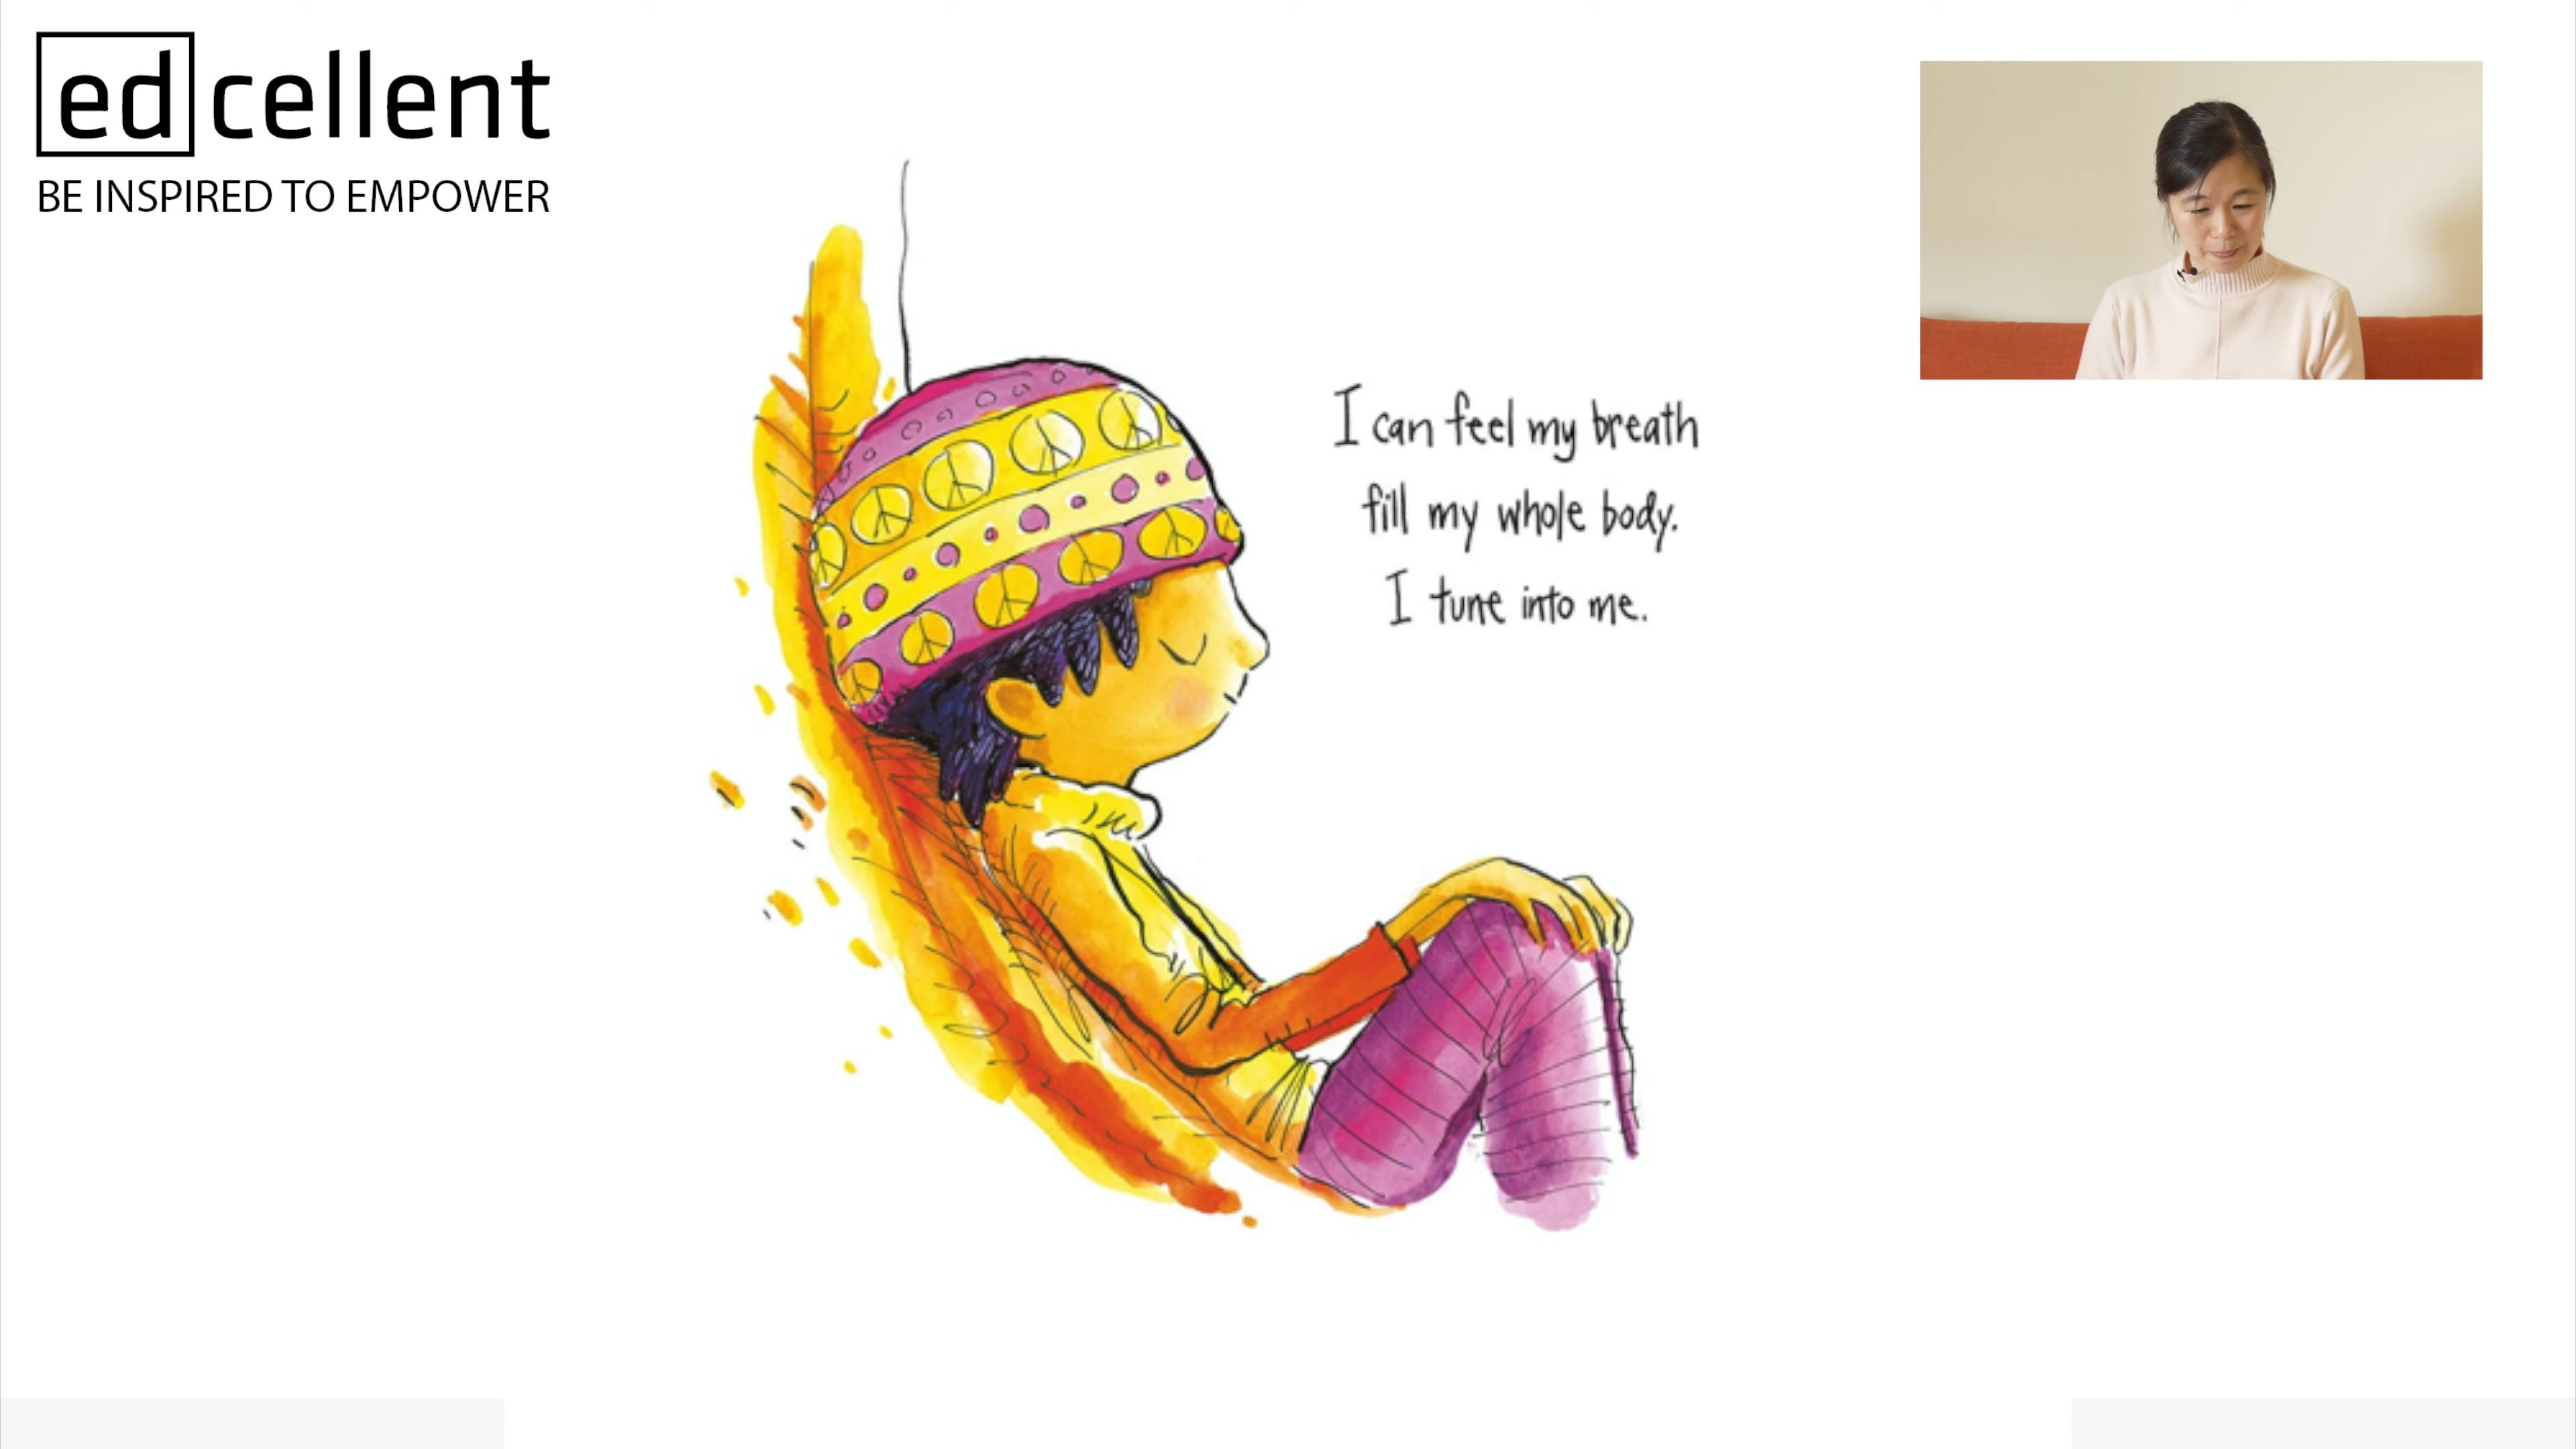 edcellent
BE INSPIRED TO EMPOWER
I can feel my breath
fill my whole body.
I tune into me.